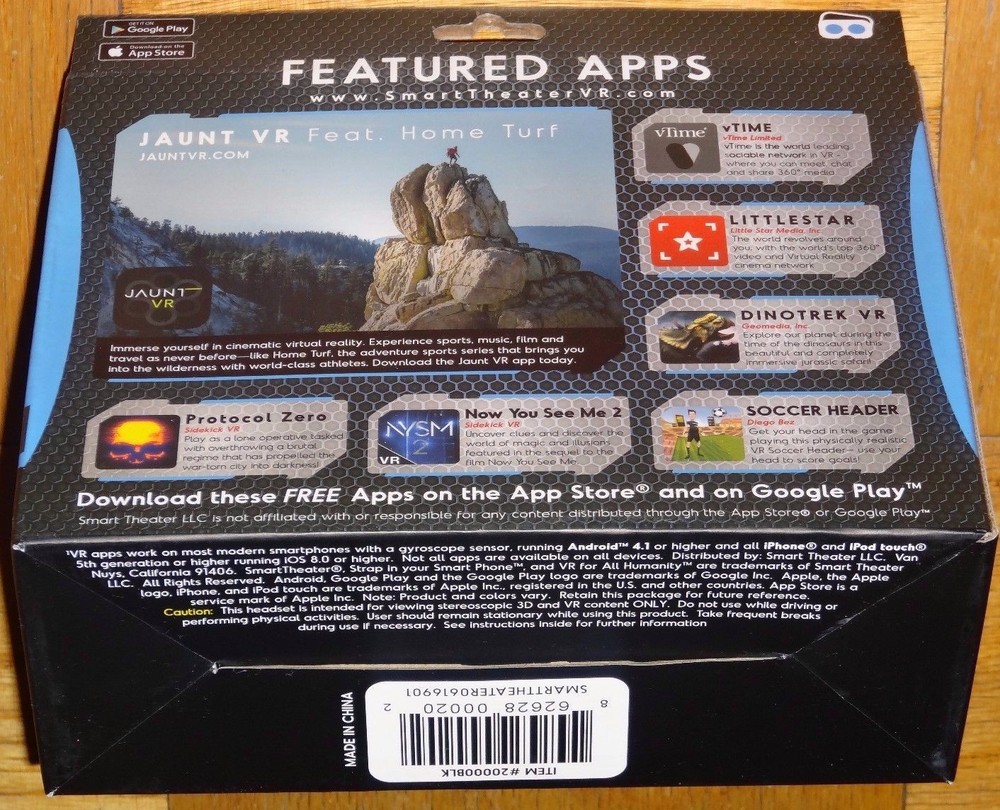 GET IT ON
Google Play
Download on the
App Store
FEATURED APPS
www.SmartTheaterVR.com
JAUNT VR Feat. Home Turf
JAUNTVR.COM
JAUNT
VR
Immerse yourself in cinematic virtual reality. Experience sports, music, film and
travel as never before—like Home Turf, the adventure sports series that brings you
into the wilderness with world-class athletes. Download the Jaunt VR app today.
vTime
vTIME
vTime Limited
vTime is the world leading
sociable network in VR -
where you can meet, chat
and share 360° media.
LITTLESTAR
Little Star Media, Inc.
The world revolves around
you, with the world's top 360°
video and Virtual Reality
cinema network
DINOTREK VR
Geomedia, Inc.
Explore our planet during the
time of the dinosaurs in this
beautiful and completely
immersive jurassic safari!
Protocol Zero
Sidekick VR
Play as a lone operative tasked
with overthrowing a brutal
regime that has propelled the
war-torn city into darkness!
NYSM
2
VR
Now You See Me 2
Sidekick VR
Uncover clues and discover the
world of magic and illusions
featured in the sequel to the
film Now You See Me
SOCCER HEADER
Diego Baz
Get your head in the game
playing this physically realistic
VR Soccer Header— use your
head to score goals!
Download these FREE Apps on the App Store® and on Google Play™
Smart Theater LLC is not affiliated with or responsible for any content distributed through the App Store® or Google Play™
¹VR apps work on most modern smartphones with a gyroscope sensor, running Android™ 4.1 or higher and all iPhone® and iPod touch®
5th generation or higher running iOS 8.0 or higher. Not all apps are available on all devices. Distributed by: Smart Theater LLC. Van
Nuys, California 91406. SmartTheater®, Strap in Your Smart Phone™, and VR for All Humanity™ are trademarks of Smart Theater
LLC. All Rights Reserved. Android, Google Play and the Google Play logo are trademarks of Google Inc. Apple, the Apple
logo, iPhone, and iPod touch are trademarks of Apple Inc., registered in the U.S. and other countries. App Store is a
service mark of Apple Inc. Note: Product and colors vary. Retain this package for future reference.
Caution: This headset is intended for viewing stereoscopic 3D and VR content ONLY. Do not use while driving or
performing physical activities. User should remain stationary while using this product. Take frequent breaks
during use if necessary. See instructions inside for further information
MADE IN CHINA
ITEM #20000BLK
8 62628 00020 2
SMARTTHEATER0616901